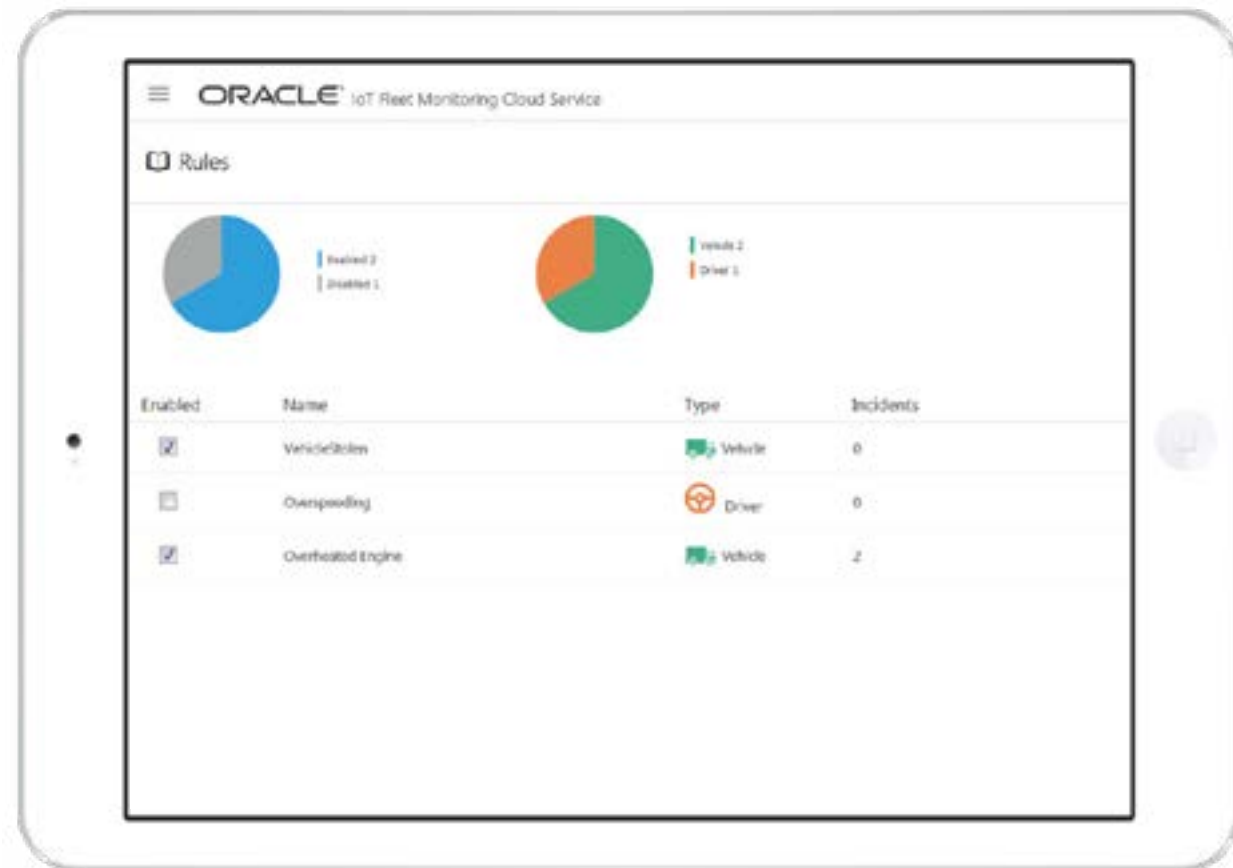 ORACLE IoT Fleet Monitoring Cloud Service
Rules
Enabled 2
Disabled 1
Vehicle 2
Driver 1
Enabled Name Type Incidents
VehicleStolen Vehicle 0
Overspeeding Driver 0
Overheated Engine Vehicle 2